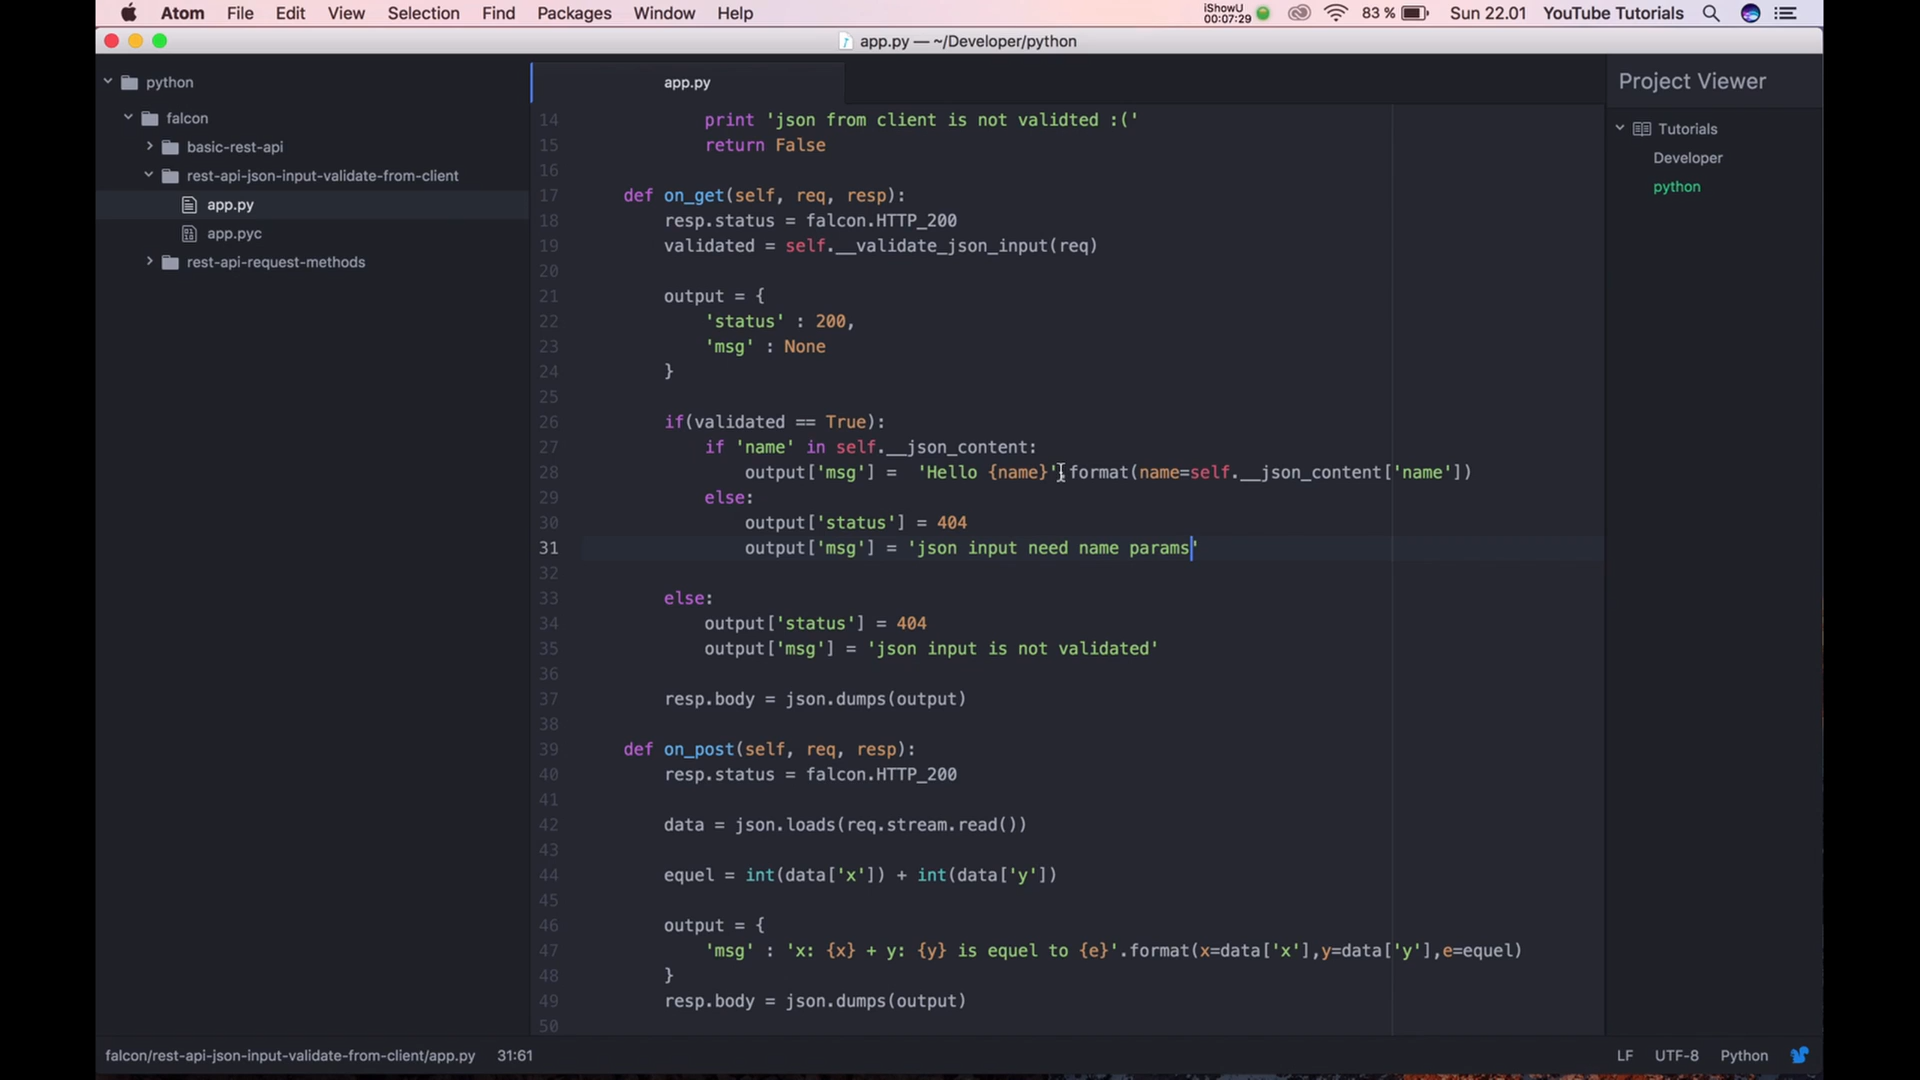 Atom File Edit View Selection Find Packages Window Help iShowU 00:07:29 83 % Sun 22.01 YouTube Tutorials
app.py — ~/Developer/python
python
falcon
basic-rest-api
rest-api-json-input-validate-from-client
app.py
app.pyc
rest-api-request-methods
app.py
14 print 'json from client is not validted :('
15 return False
16
17 def on_get(self, req, resp):
18 resp.status = falcon.HTTP_200
19 validated = self.__validate_json_input(req)
20
21 output = {
22 'status' : 200,
23 'msg' : None
24 }
25
26 if(validated == True):
27 if 'name' in self.__json_content:
28 output['msg'] =  'Hello {name}'.format(name=self.__json_content['name'])
29 else:
30 output['status'] = 404
31 output['msg'] = 'json input need name params'
32
33 else:
34 output['status'] = 404
35 output['msg'] = 'json input is not validated'
36
37 resp.body = json.dumps(output)
38
39 def on_post(self, req, resp):
40 resp.status = falcon.HTTP_200
41
42 data = json.loads(req.stream.read())
43
44 equel = int(data['x']) + int(data['y'])
45
46 output = {
47 'msg' : 'x: {x} + y: {y} is equel to {e}'.format(x=data['x'],y=data['y'],e=equel)
48 }
49 resp.body = json.dumps(output)
50
Project Viewer
Tutorials
Developer
python
falcon/rest-api-json-input-validate-from-client/app.py 31:61 LF UTF-8 Python